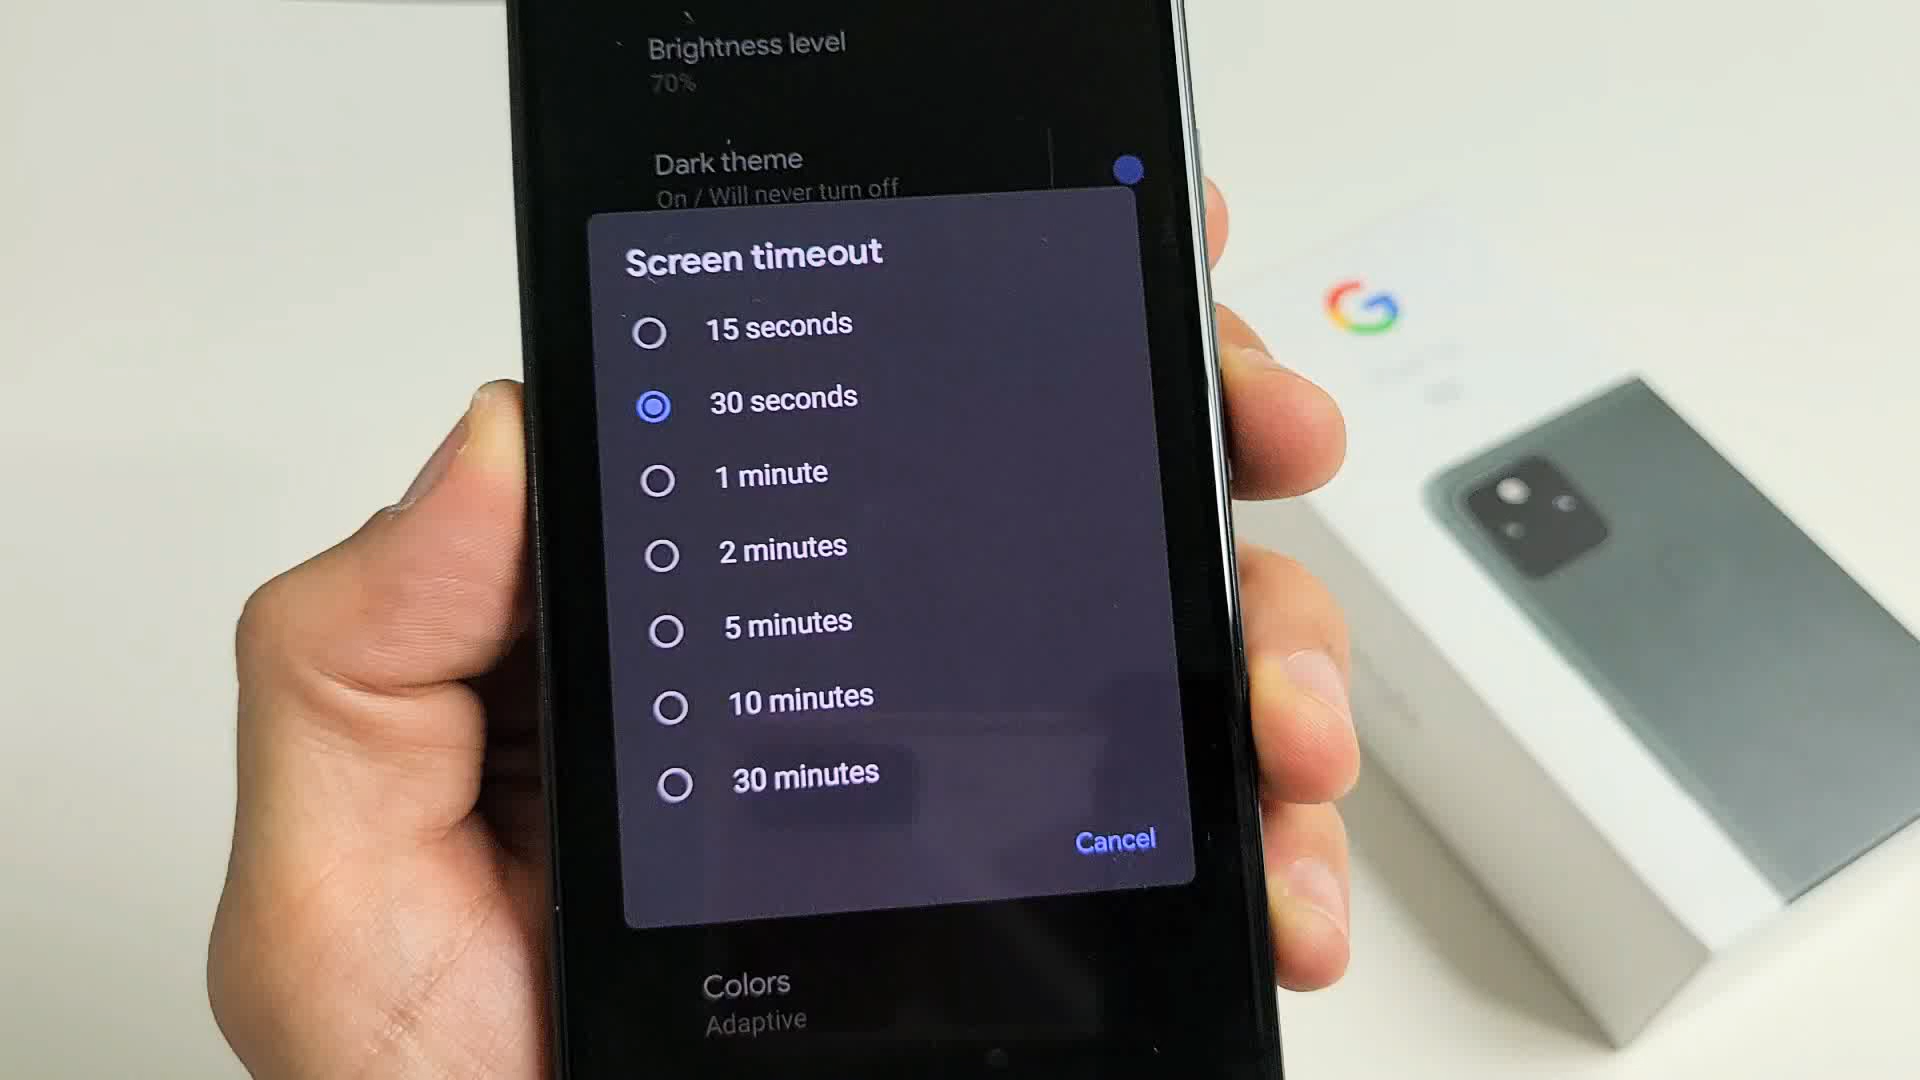 Brightness level
70%
Dark theme
On / Will never turn off
Screen timeout
15 seconds
30 seconds
1 minute
2 minutes
5 minutes
10 minutes
30 minutes
Cancel
Colors
Adaptive